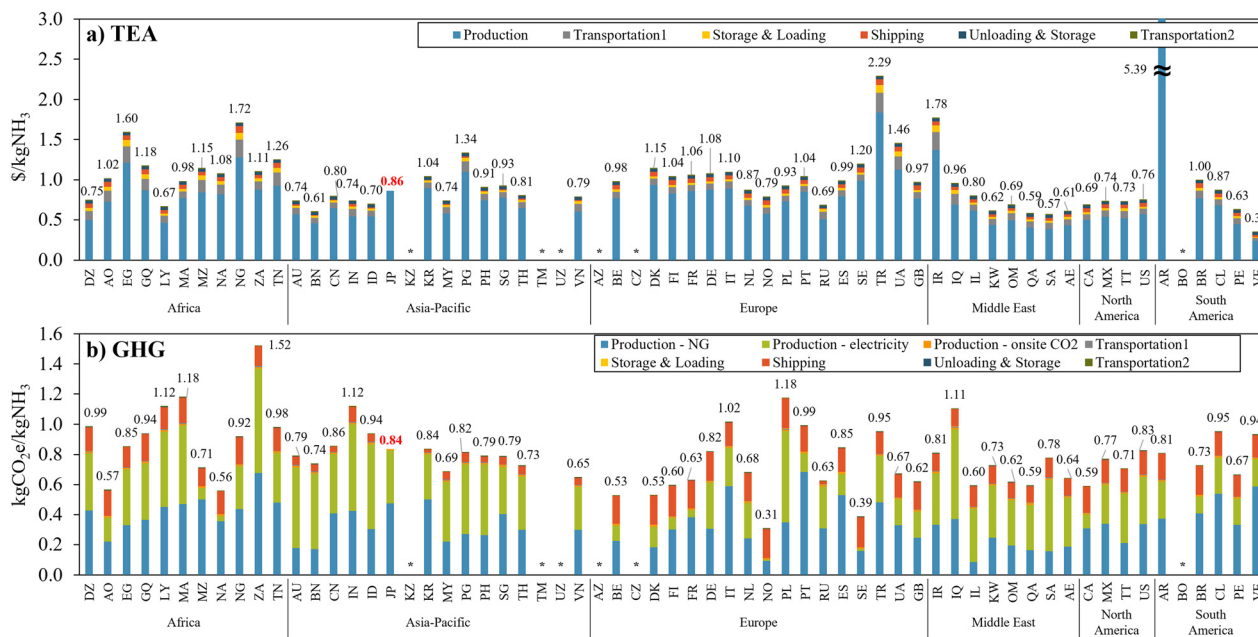 a) TEA
Production Transportation1 Storage & Loading Shipping Unloading & Storage Transportation2
$/kgNH3
3.0
2.5
2.0
1.5
1.0
0.5
0.0
0.75 1.02 1.60 1.18 0.67 0.98 1.15 1.08 1.72 1.11 1.26 0.74 0.61 0.80 0.74 0.70 0.86 * 1.04 0.74 1.34 0.91 0.93 0.81 * * 0.79 * 0.98 * 1.15 1.04 1.06 1.08 1.10 0.87 0.79 0.93 1.04 0.69 0.99 1.20 2.29 1.46 0.97 1.78 0.96 0.80 0.62 0.69 0.59 0.57 0.61 0.69 0.74 0.73 0.76 5.39 * 1.00 0.87 0.63 0.3
DZ AO EG GQ LY MA MZ NA NG ZA TN AU BN CN IN ID JP KZ KR MY PG PH SG TH TM UZ VN AZ BE CZ DK FI FR DE IT NL NO PL PT RU ES SE TR UA GB IR IQ IL KW OM QA SA AE CA MX TT US AR BO BR CL PE VE
Africa Asia-Pacific Europe Middle East North America South America
b) GHG
Production - NG Production - electricity Production - onsite CO2 Transportation1
Storage & Loading Shipping Unloading & Storage Transportation2
kgCO2e/kgNH3
1.6
1.4
1.2
1.0
0.8
0.6
0.4
0.2
0.0
0.99 0.57 0.85 0.94 1.12 1.18 0.71 0.56 0.92 1.52 0.98 0.79 0.74 0.86 1.12 0.94 0.84 * 0.84 0.69 0.82 0.79 0.79 0.73 * * 0.65 * 0.53 * 0.53 0.60 0.63 0.82 1.02 0.68 0.31 1.18 0.99 0.63 0.85 0.39 0.95 0.67 0.62 0.81 1.11 0.60 0.73 0.62 0.59 0.78 0.64 0.59 0.77 0.71 0.83 0.81 * 0.73 0.95 0.67 0.94
DZ AO EG GQ LY MA MZ NA NG ZA TN AU BN CN IN ID JP KZ KR MY PG PH SG TH TM UZ VN AZ BE CZ DK FI FR DE IT NL NO PL PT RU ES SE TR UA GB IR IQ IL KW OM QA SA AE CA MX TT US AR BO BR CL PE VE
Africa Asia-Pacific Europe Middle East North America South America